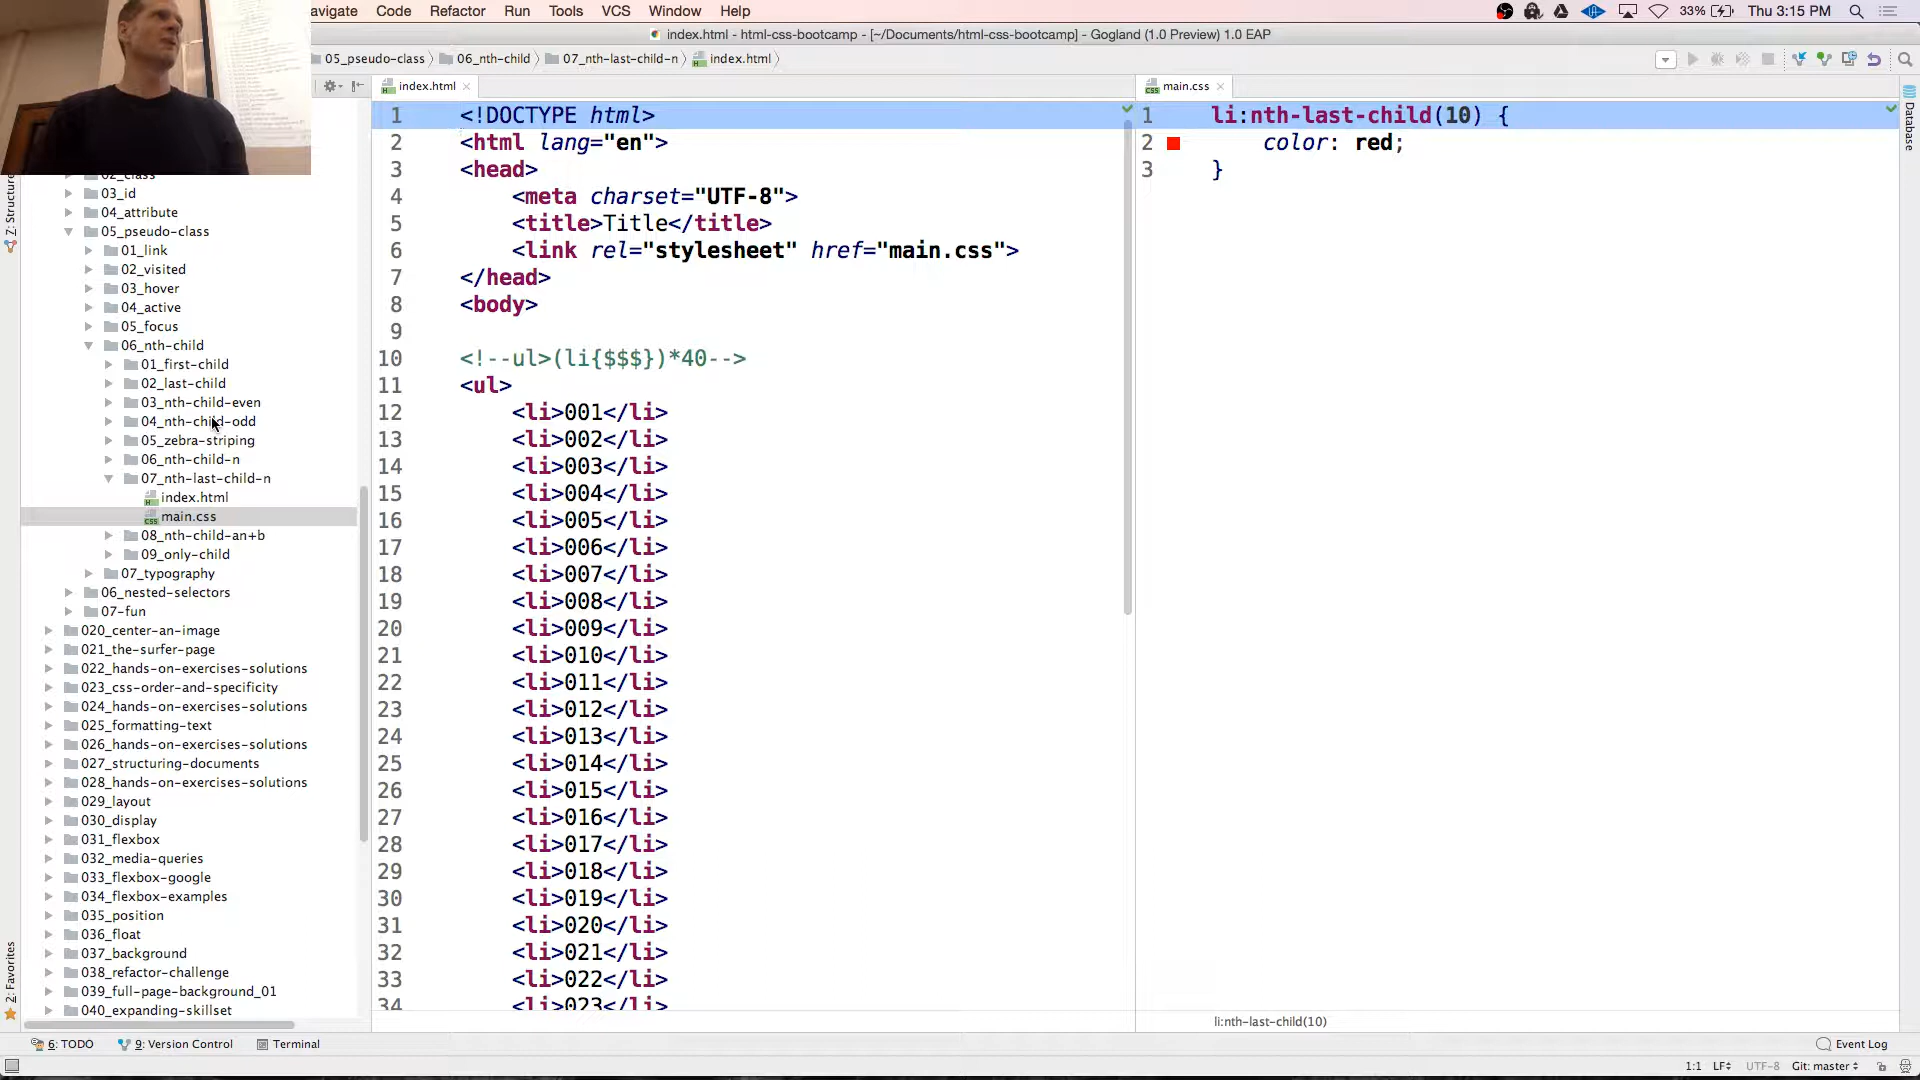 avigate Code Refactor Run Tools VCS Window Help 33% Thu 3:15 PM
index.html - html-css-bootcamp - [~/Documents/html-css-bootcamp] - Gogland (1.0 Preview) 1.0 EAP
05_pseudo-class 06_nth-child 07_nth-last-child-n index.html
index.html main.css
Z: Structure
2: Favorites
Database
02_class
03_id
04_attribute
05_pseudo-class
01_link
02_visited
03_hover
04_active
05_focus
06_nth-child
01_first-child
02_last-child
03_nth-child-even
04_nth-child-odd
05_zebra-striping
06_nth-child-n
07_nth-last-child-n
index.html
main.css
08_nth-child-an+b
09_only-child
07_typography
06_nested-selectors
07-fun
020_center-an-image
021_the-surfer-page
022_hands-on-exercises-solutions
023_css-order-and-specificity
024_hands-on-exercises-solutions
025_formatting-text
026_hands-on-exercises-solutions
027_structuring-documents
028_hands-on-exercises-solutions
029_layout
030_display
031_flexbox
032_media-queries
033_flexbox-google
034_flexbox-examples
035_position
036_float
037_background
038_refactor-challenge
039_full-page-background_01
040_expanding-skillset
1 <!DOCTYPE html>
2 <html lang="en">
3 <head>
4 <meta charset="UTF-8">
5 <title>Title</title>
6 <link rel="stylesheet" href="main.css">
7 </head>
8 <body>
9
10 <!--ul>(li{$$$})*40-->
11 <ul>
12 <li>001</li>
13 <li>002</li>
14 <li>003</li>
15 <li>004</li>
16 <li>005</li>
17 <li>006</li>
18 <li>007</li>
19 <li>008</li>
20 <li>009</li>
21 <li>010</li>
22 <li>011</li>
23 <li>012</li>
24 <li>013</li>
25 <li>014</li>
26 <li>015</li>
27 <li>016</li>
28 <li>017</li>
29 <li>018</li>
30 <li>019</li>
31 <li>020</li>
32 <li>021</li>
33 <li>022</li>
34 <li>023</li>
1 li:nth-last-child(10) {
2 color: red;
3 }
li:nth-last-child(10)
6: TODO 9: Version Control Terminal Event Log
1:1 LF UTF-8 Git: master